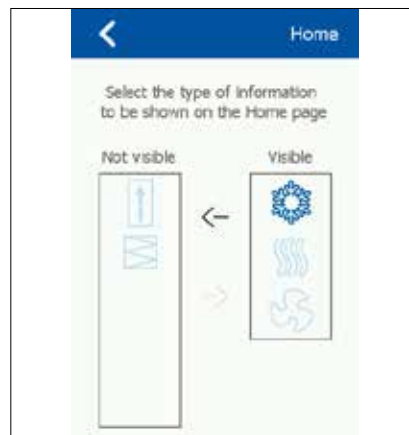 Home
Select the type of information
to be shown on the Home page
Not visible
Visible